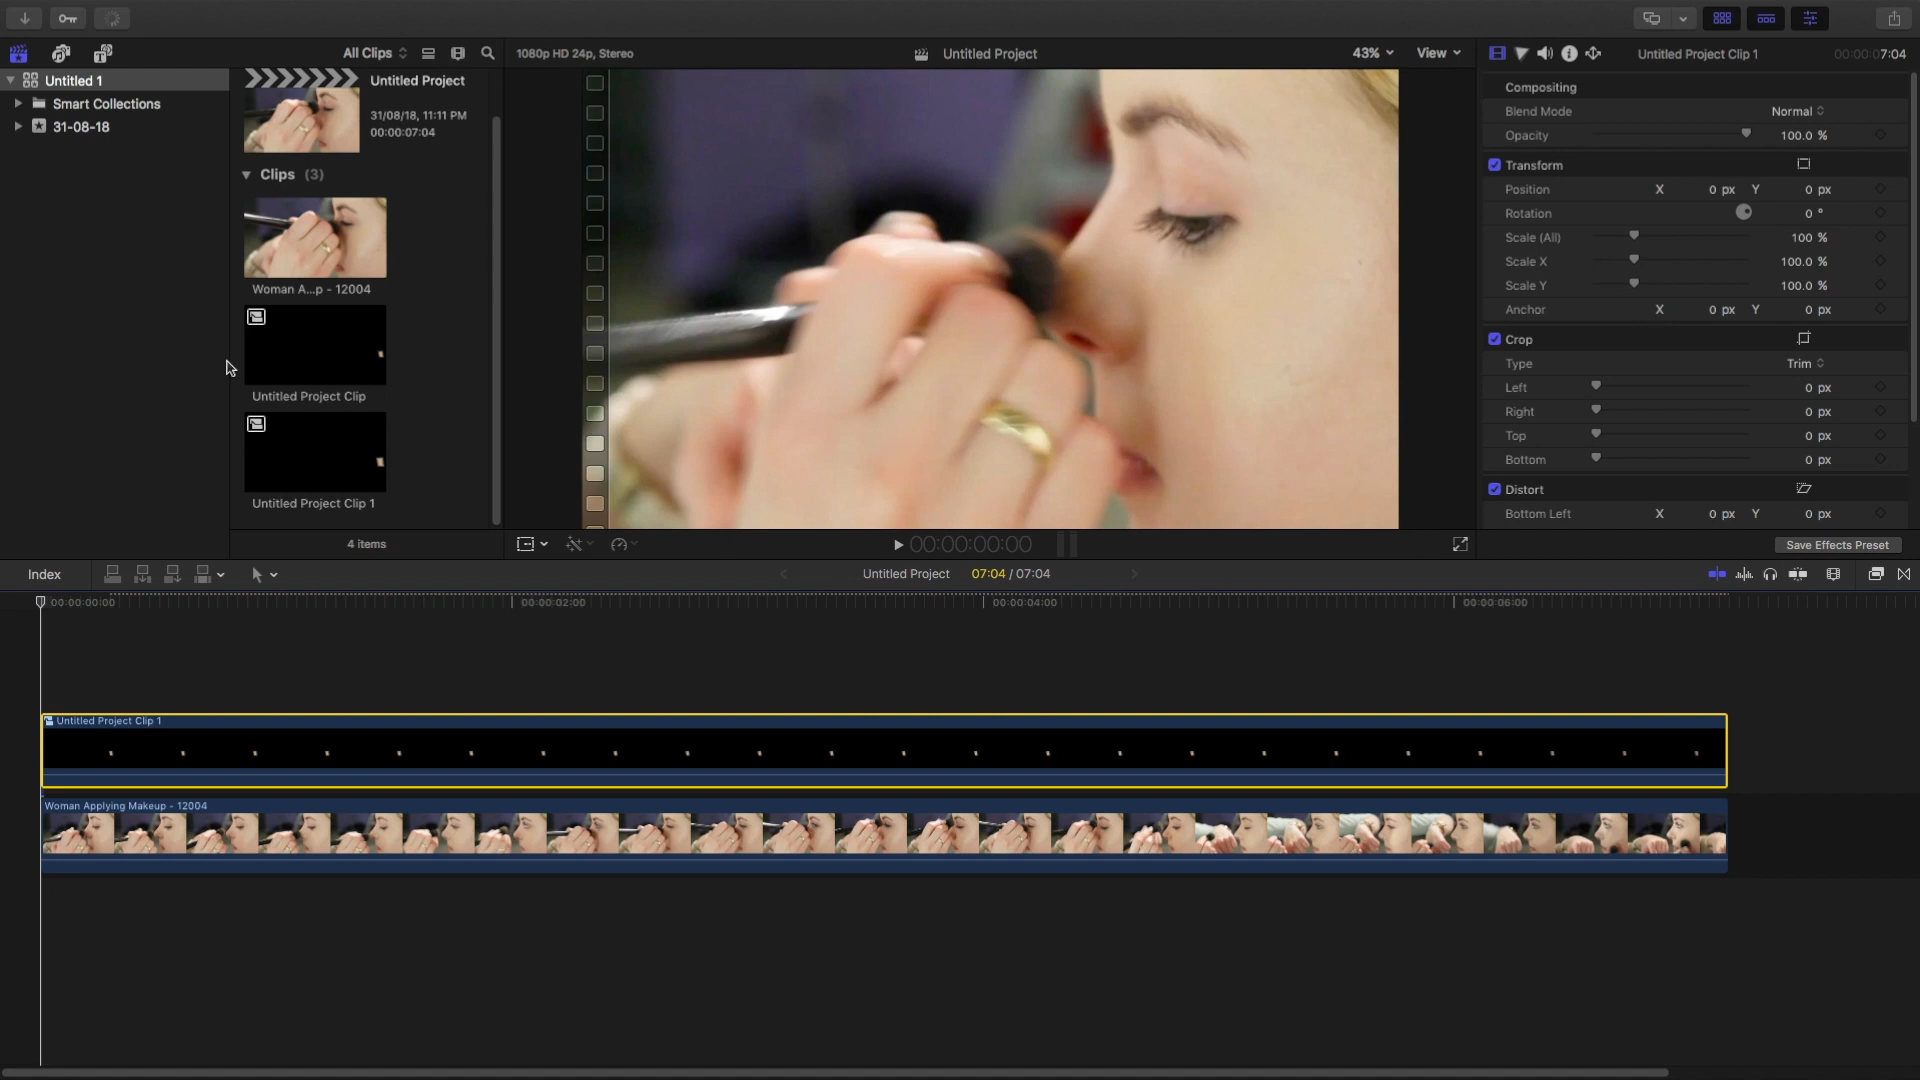 All Clips
1080p HD 24p, Stereo
Untitled Project
43%
View
Untitled Project Clip 1
00:00:07:04
Untitled 1
Smart Collections
31-08-18
Untitled Project
31/08/18, 11:11 PM
00:00:07:04
Clips (3)
Woman A...p - 12004
Untitled Project Clip
Untitled Project Clip 1
4 items
Compositing
Blend Mode Normal
Opacity 100.0 %
Transform
Position X 0 px Y 0 px
Rotation 0 °
Scale (All) 100 %
Scale X 100.0 %
Scale Y 100.0 %
Anchor X 0 px Y 0 px
Crop
Type Trim
Left 0 px
Right 0 px
Top 0 px
Bottom 0 px
Distort
Bottom Left X 0 px Y 0 px
Save Effects Preset
00:00:00:00
Index
Untitled Project 07:04 / 07:04
00:00:00:00 00:00:02:00 00:00:04:00 00:00:06:00
Untitled Project Clip 1
Woman Applying Makeup - 12004